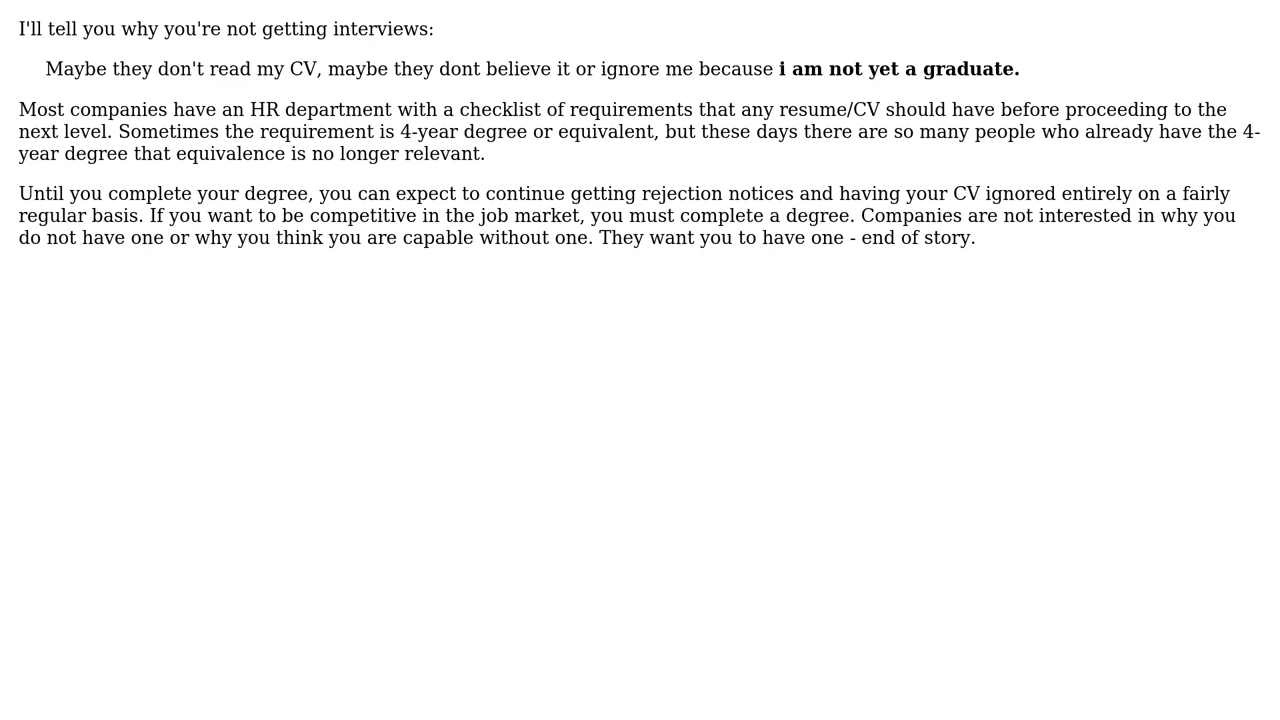 I'll tell you why you're not getting interviews:
Maybe they don't read my CV, maybe they dont believe it or ignore me because i am not yet a graduate.
Most companies have an HR department with a checklist of requirements that any resume/CV should have before proceeding to the
next level. Sometimes the requirement is 4-year degree or equivalent, but these days there are so many people who already have the 4-
year degree that equivalence is no longer relevant.
Until you complete your degree, you can expect to continue getting rejection notices and having your CV ignored entirely on a fairly
regular basis. If you want to be competitive in the job market, you must complete a degree. Companies are not interested in why you
do not have one or why you think you are capable without one. They want you to have one - end of story.